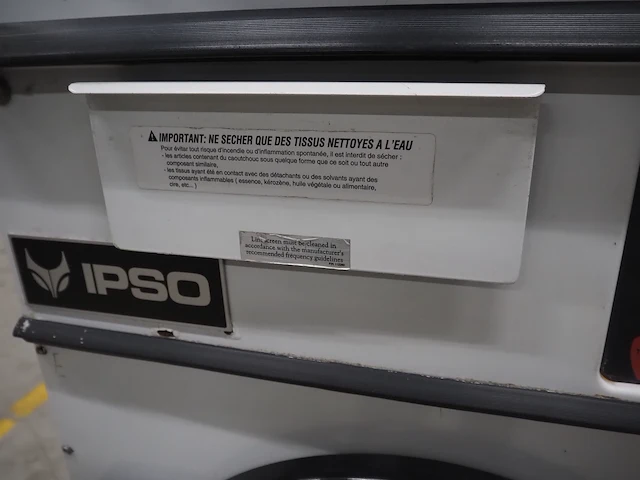 ⚠ IMPORTANT: NE SECHER QUE DES TISSUS NETTOYES A L'EAU
Pour éviter tout risque d'incendie ou d'inflammation spontanée, il est interdit de sécher :
- les articles contenant du caoutchouc sous quelque forme que ce soit ou tout autre
composant similaire,
- les tissus ayant été en contact avec des détachants ou des solvants ayant des
composants inflammables ( essence, kérozène, huile végétale ou alimentaire,
cire, etc... )
Lint screen must be cleaned in
accordance with the manufacturer's
recommended frequency guidelines
IPSO